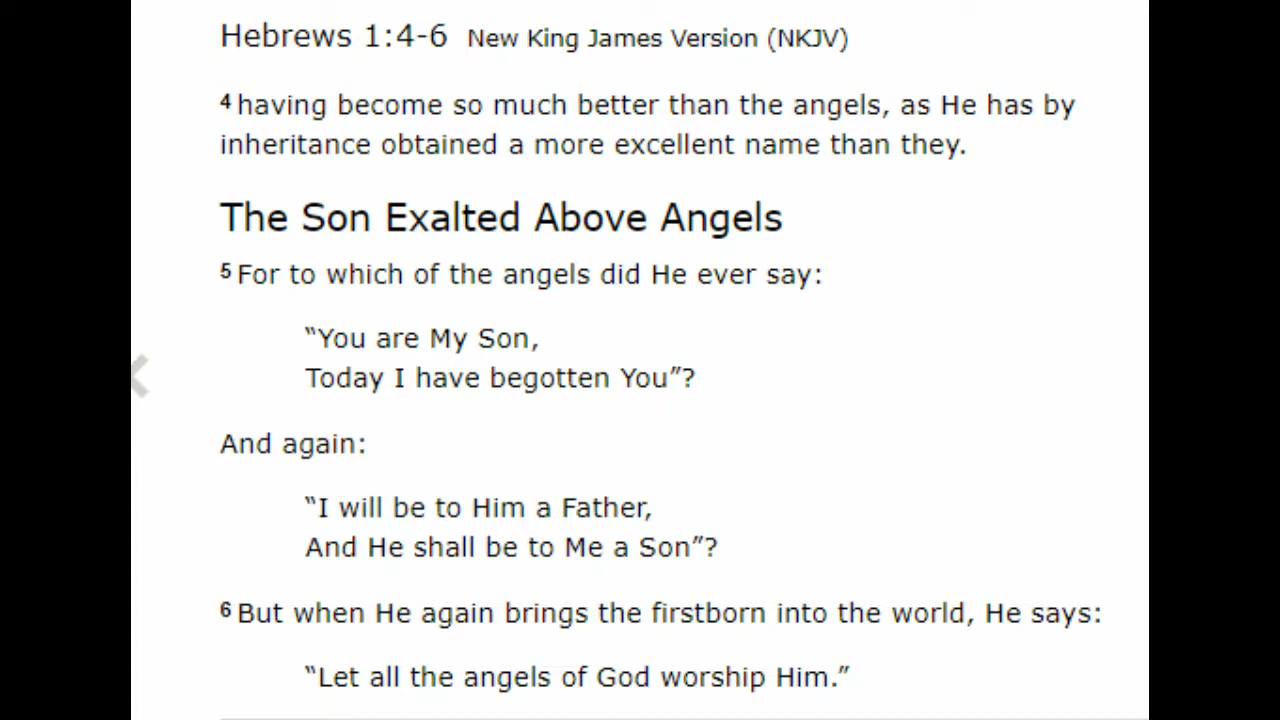 Hebrews 1:4-6 New King James Version (NKJV)
4 having become so much better than the angels, as He has by
inheritance obtained a more excellent name than they.
The Son Exalted Above Angels
5 For to which of the angels did He ever say:
“You are My Son,
Today I have begotten You”?
And again:
“I will be to Him a Father,
And He shall be to Me a Son”?
6 But when He again brings the firstborn into the world, He says:
“Let all the angels of God worship Him.”